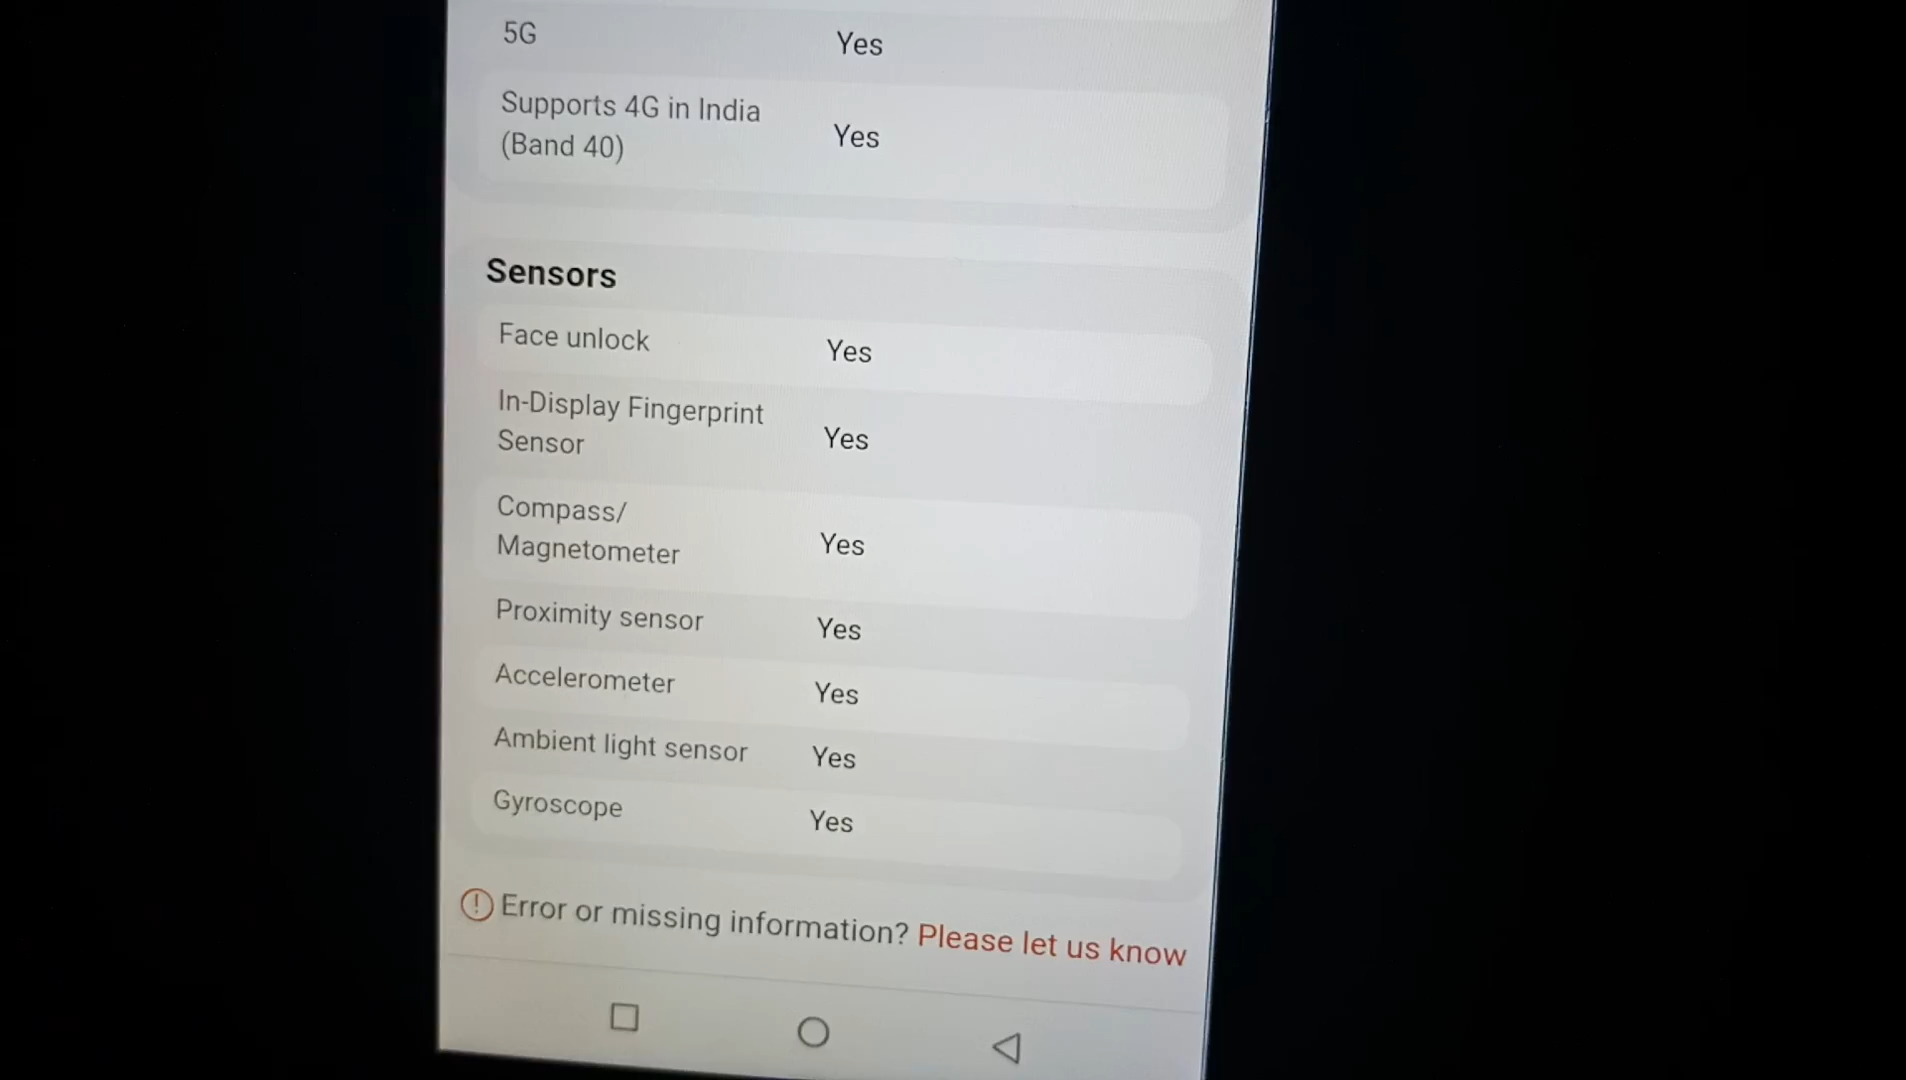 5G Yes
Supports 4G in India
(Band 40) Yes
Sensors
Face unlock Yes
In-Display Fingerprint
Sensor Yes
Compass/
Magnetometer Yes
Proximity sensor Yes
Accelerometer Yes
Ambient light sensor Yes
Gyroscope Yes
Error or missing information? Please let us know